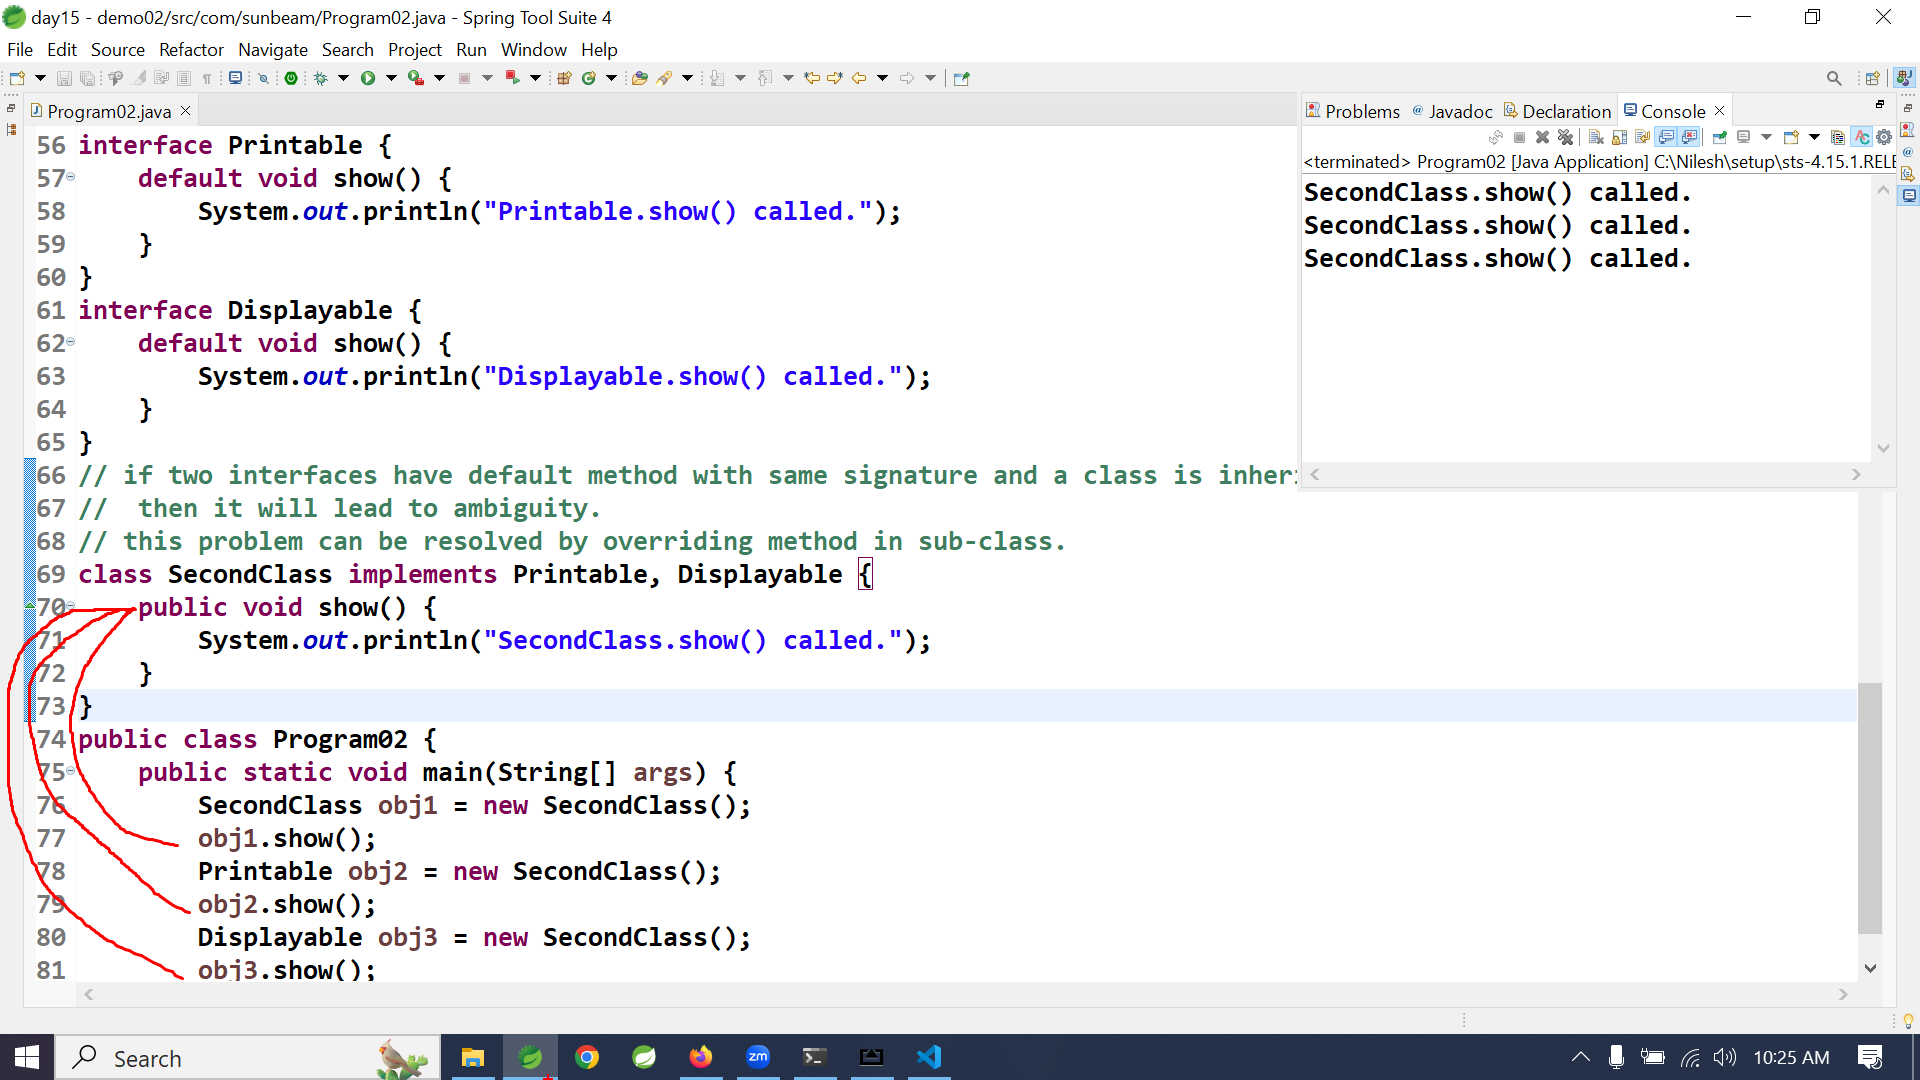 day15 - demo02/src/com/sunbeam/Program02.java - Spring Tool Suite 4
File Edit Source Refactor Navigate Search Project Run Window Help
Program02.java
56 interface Printable {
57 default void show() {
58 System.out.println("Printable.show() called.");
59 }
60 }
61 interface Displayable {
62 default void show() {
63 System.out.println("Displayable.show() called.");
64 }
65 }
66 // if two interfaces have default method with same signature and a class is inheri
67 // then it will lead to ambiguity.
68 // this problem can be resolved by overriding method in sub-class.
69 class SecondClass implements Printable, Displayable {
70 public void show() {
71 System.out.println("SecondClass.show() called.");
72 }
73 }
74 public class Program02 {
75 public static void main(String[] args) {
76 SecondClass obj1 = new SecondClass();
77 obj1.show();
78 Printable obj2 = new SecondClass();
79 obj2.show();
80 Displayable obj3 = new SecondClass();
81 obj3.show();
Problems @ Javadoc Declaration Console
<terminated> Program02 [Java Application] C:\Nilesh\setup\sts-4.15.1.RELE
SecondClass.show() called.
SecondClass.show() called.
SecondClass.show() called.
Search
zm
10:25 AM